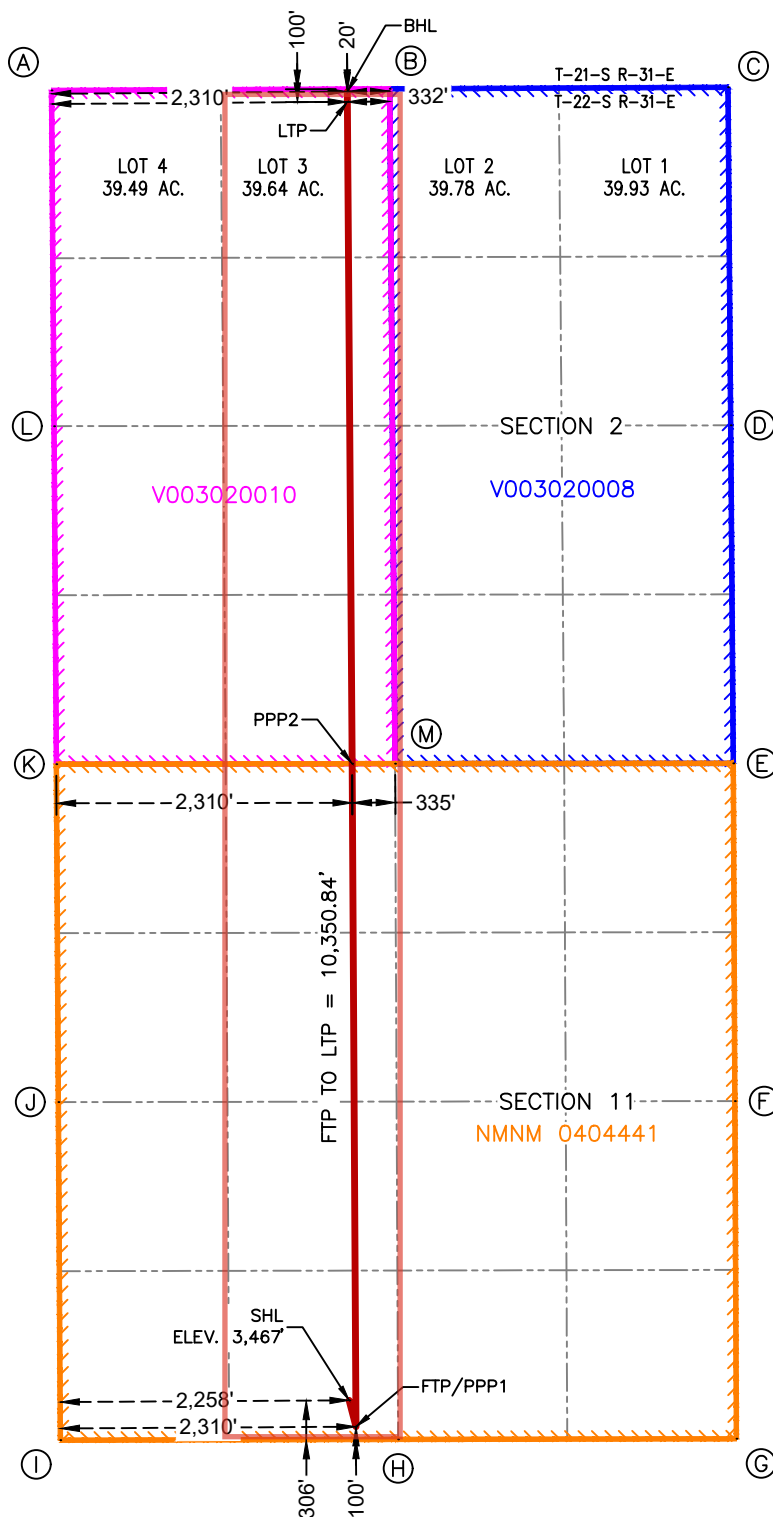 100'
20'
BHL
A
B
C
T-21-S R-31-E
T-22-S R-31-E
2,310'
332'
LTP
LOT 4
39.49 AC.
LOT 3
39.64 AC.
LOT 2
39.78 AC.
LOT 1
39.93 AC.
L
SECTION 2
D
V003020010
V003020008
PPP2
M
K
E
2,310'
335'
FTP TO LTP = 10,350.84'
J
SECTION 11
F
NMNM 0404441
SHL
ELEV. 3,467'
2,258'
FTP/PPP1
2,310'
I
H
G
306'
100'